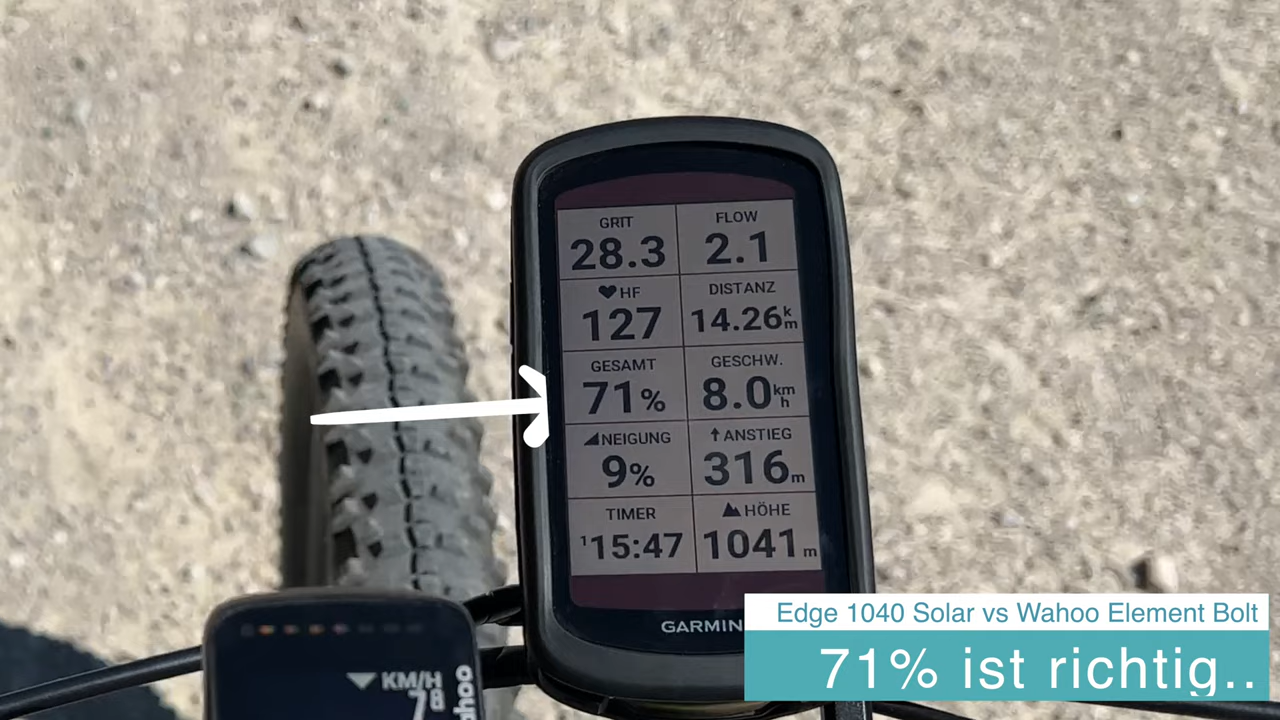 GRIT
28.3
FLOW
2.1
HF
127
DISTANZ
14.26 km
GESAMT
71%
GESCHW.
8.0 km/h
NEIGUNG
9%
ANSTIEG
316 m
TIMER
1 15:47
HÖHE
1041 m
GARMIN
KM/H
7
ahoo
Edge 1040 Solar vs Wahoo Element Bolt
71% ist richtig..